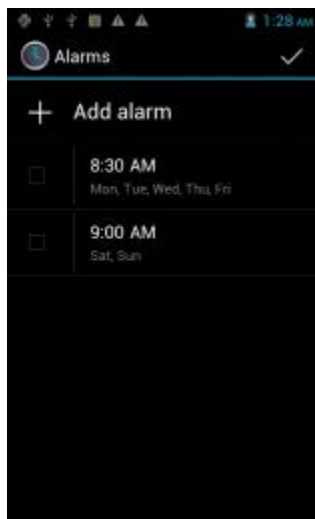 1:28 AM
Alarms
Add alarm
8:30 AM
Mon, Tue, Wed, Thu, Fri
9:00 AM
Sat, Sun